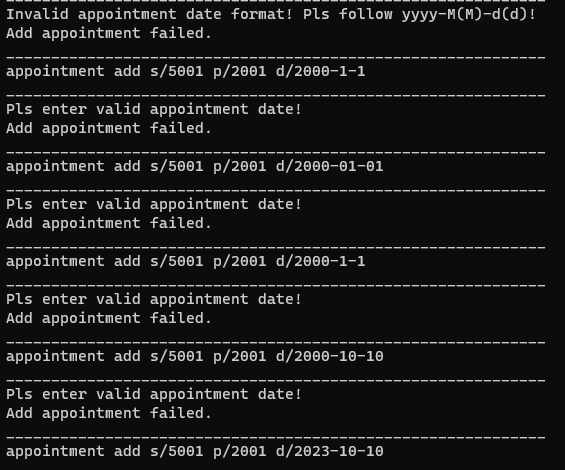 ____________________________________________________________
Invalid appointment date format! Pls follow yyyy-M(M)-d(d)!
Add appointment failed.
____________________________________________________________
appointment add s/5001 p/2001 d/2000-1-1
____________________________________________________________
Pls enter valid appointment date!
Add appointment failed.
____________________________________________________________
appointment add s/5001 p/2001 d/2000-01-01
____________________________________________________________
Pls enter valid appointment date!
Add appointment failed.
____________________________________________________________
appointment add s/5001 p/2001 d/2000-1-1
____________________________________________________________
Pls enter valid appointment date!
Add appointment failed.
____________________________________________________________
appointment add s/5001 p/2001 d/2000-10-10
____________________________________________________________
Pls enter valid appointment date!
Add appointment failed.
____________________________________________________________
appointment add s/5001 p/2001 d/2023-10-10